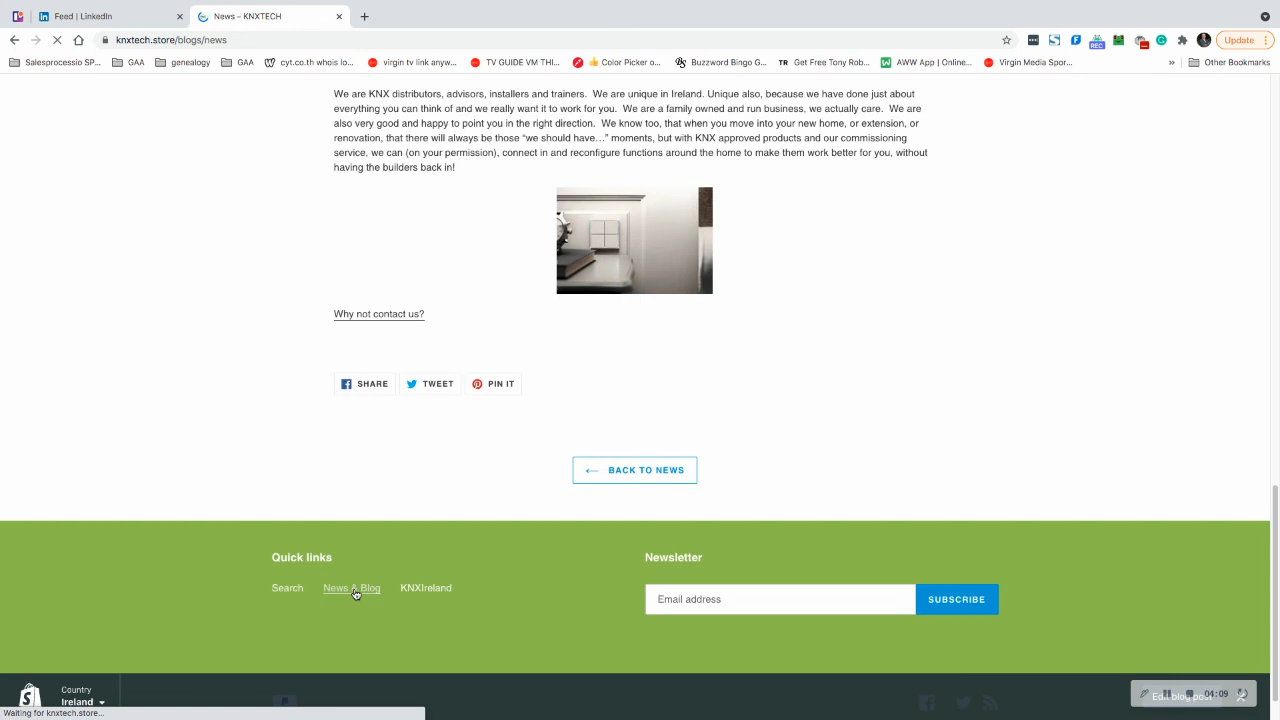 Feed | LinkedIn
News – KNXTECH
knxtech.store/blogs/news
REC
Update
Salesprocessio SP...
GAA
genealogy
GAA
cyt.co.th whois lo...
virgin tv link anyw...
TV GUIDE VM THI...
👍 Color Picker o...
Buzzword Bingo G...
TR
Get Free Tony Rob...
AWW App | Online...
Virgin Media Spor...
»
Other Bookmarks
We are KNX distributors, advisors, installers and trainers. We are unique in Ireland. Unique also, because we have done just about
everything you can think of and we really want it to work for you. We are a family owned and run business, we actually care. We are
also very good and happy to point you in the right direction. We know too, that when you move into your new home, or extension, or
renovation, that there will always be those “we should have…” moments, but with KNX approved products and our commissioning
service, we can (on your permission), connect in and reconfigure functions around the home to make them work better for you, without
having the builders back in!
Why not contact us?
SHARE
TWEET
PIN IT
BACK TO NEWS
Quick links
Newsletter
Search
News & Blog
KNXIreland
Email address
SUBSCRIBE
Country
Ireland
Edit blog post
04:09
Waiting for knxtech.store...